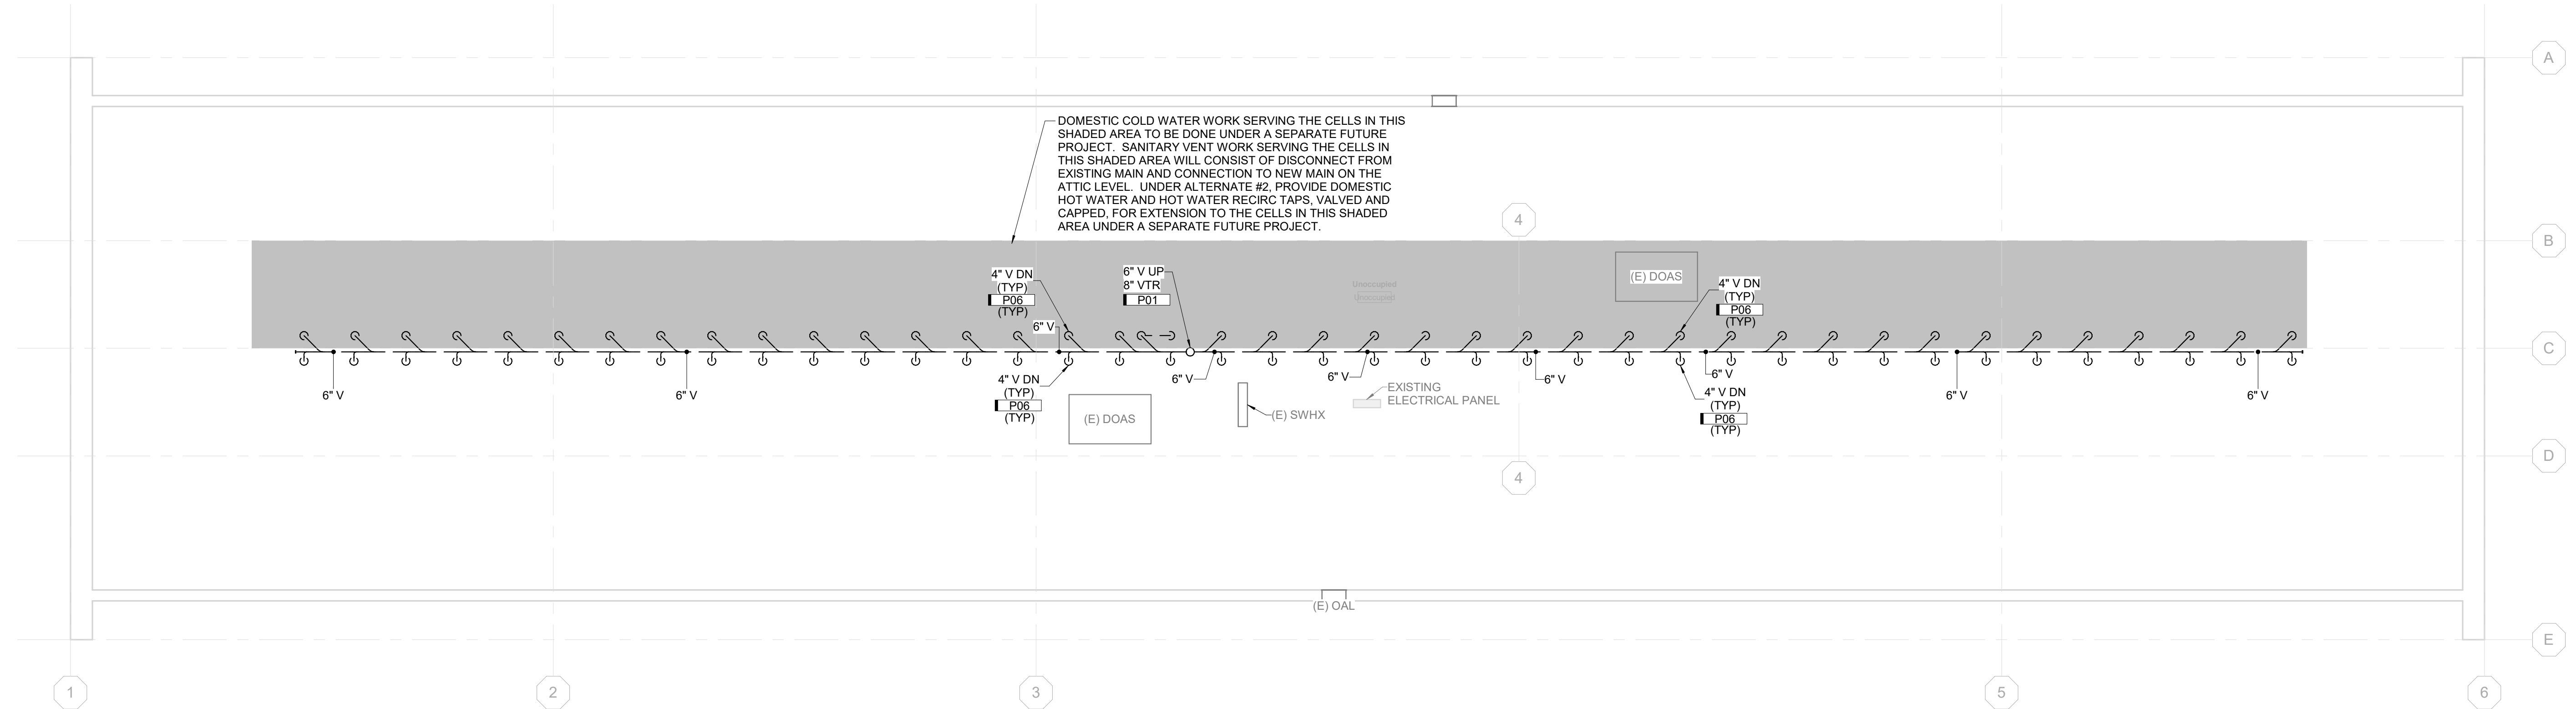 A
DOMESTIC COLD WATER WORK SERVING THE CELLS IN THIS
SHADED AREA TO BE DONE UNDER A SEPARATE FUTURE
PROJECT.  SANITARY VENT WORK SERVING THE CELLS IN
THIS SHADED AREA WILL CONSIST OF DISCONNECT FROM
EXISTING MAIN AND CONNECTION TO NEW MAIN ON THE
ATTIC LEVEL.  UNDER ALTERNATE #2, PROVIDE DOMESTIC
HOT WATER AND HOT WATER RECIRC TAPS, VALVED AND
CAPPED, FOR EXTENSION TO THE CELLS IN THIS SHADED
AREA UNDER A SEPARATE FUTURE PROJECT.
4
B
4" V DN
(TYP)
P06
(TYP)
6" V UP
8" VTR
P01
Unoccupied
Unoccupied
(E) DOAS
4" V DN
(TYP)
P06
(TYP)
6" V
C
6" V
6" V
4" V DN
(TYP)
P06
(TYP)
(E) DOAS
6" V
(E) SWHX
6" V
EXISTING
ELECTRICAL PANEL
6" V
6" V
4" V DN
(TYP)
P06
(TYP)
6" V
6" V
D
4
(E) OAL
E
1
2
3
5
6